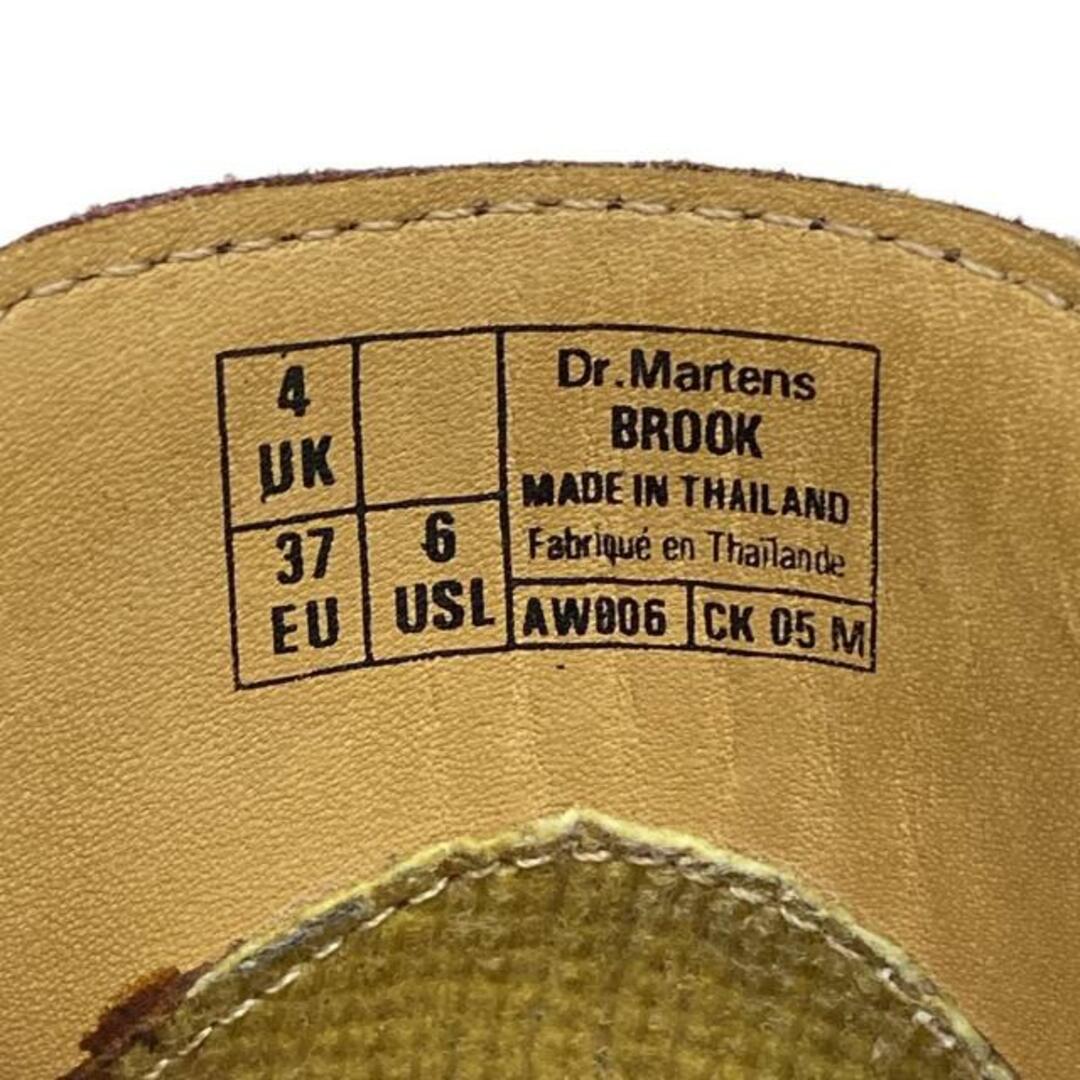 4
UK
37
EU
6
USL
Dr.Martens
BROOK
MADE IN THAILAND
Fabriqué en Thaïlande
AW006
CK 05 M